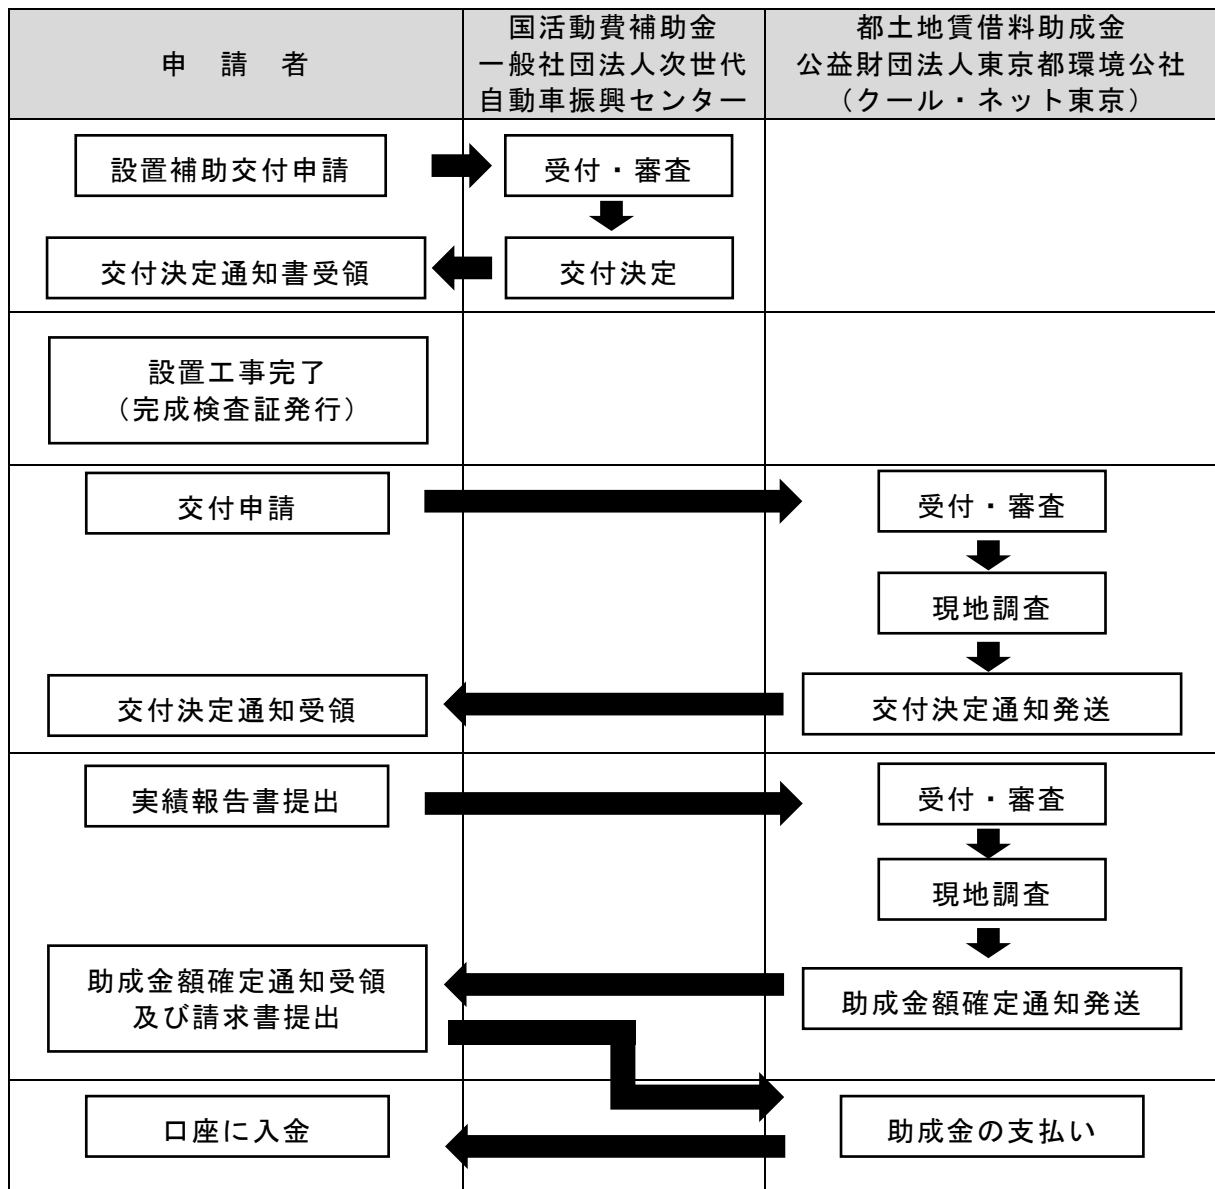 申　請　者
国活動費補助金
一般社団法人次世代
自動車振興センター
都土地賃借料助成金
公益財団法人東京都環境公社
（クール・ネット東京）
設置補助交付申請
受付・審査
交付決定通知書受領
交付決定
設置工事完了
（完成検査証発行）
交付申請
受付・審査
現地調査
交付決定通知受領
交付決定通知発送
実績報告書提出
受付・審査
現地調査
助成金額確定通知受領
及び請求書提出
助成金額確定通知発送
口座に入金
助成金の支払い